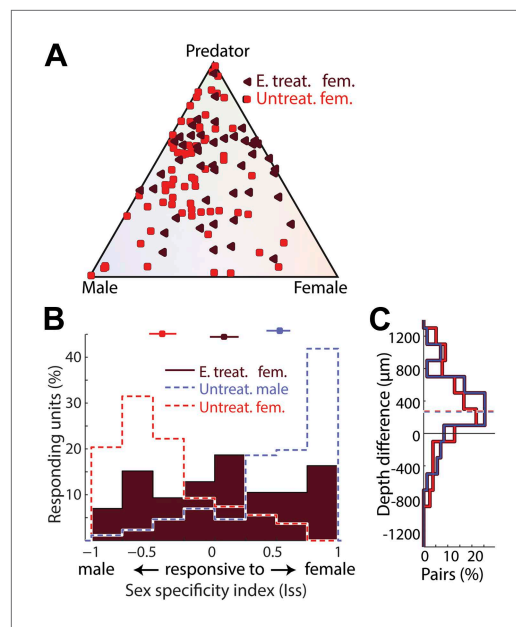 A
Predator
E. treat. fem.
Untreat. fem.
Male
Female
B
Responding units (%)
40
30
20
10
E. treat. fem.
Untreat. male
Untreat. fem.
−1
−0.5
0
0.5
1
male ← responsive to → female
Sex specificity index (Iss)
C
Depth difference (µm)
1200
800
400
0
-400
-800
-1200
0
10
20
Pairs (%)